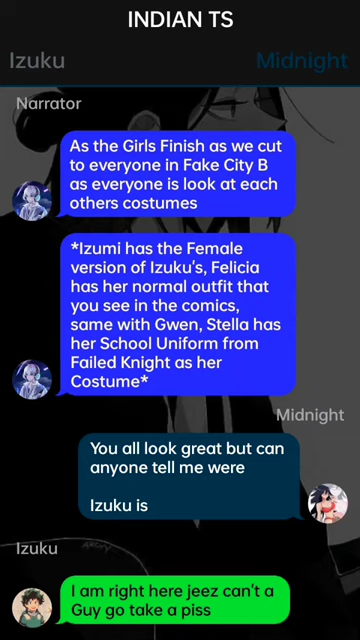 INDIAN TS
Izuku
Midnight
Narrator
As the Girls Finish as we cut
to everyone in Fake City B
as everyone is look at each
others costumes
*Izumi has the Female
version of Izuku's, Felicia
has her normal outfit that
you see in the comics,
same with Gwen, Stella has
her School Uniform from
Failed Knight as her
Costume*
Midnight
You all look great but can
anyone tell me were
Izuku is
Izuku
I am right here jeez can't a
Guy go take a piss